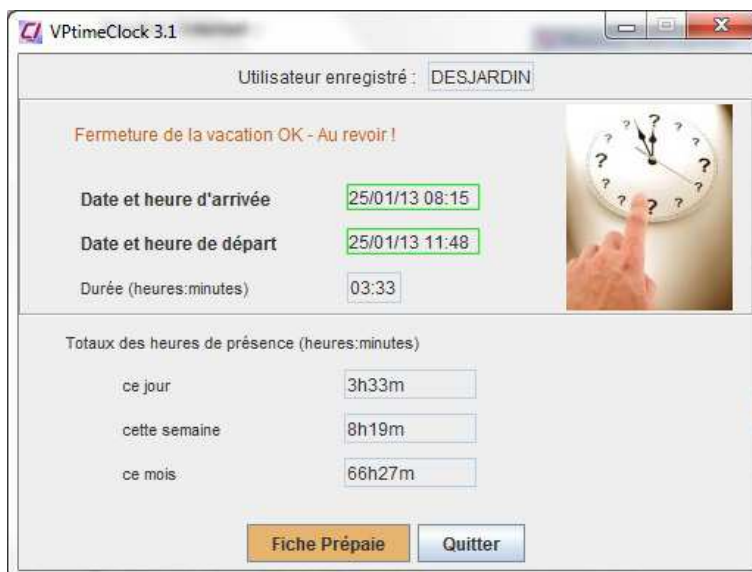 VPtimeClock 3.1
Utilisateur enregistré : DESJARDIN
Fermeture de la vacation OK - Au revoir !
Date et heure d'arrivée 25/01/13 08:15
Date et heure de départ 25/01/13 11:48
Durée (heures:minutes) 03:33
Totaux des heures de présence (heures:minutes)
ce jour 3h33m
cette semaine 8h19m
ce mois 66h27m
Fiche Prépaie Quitter